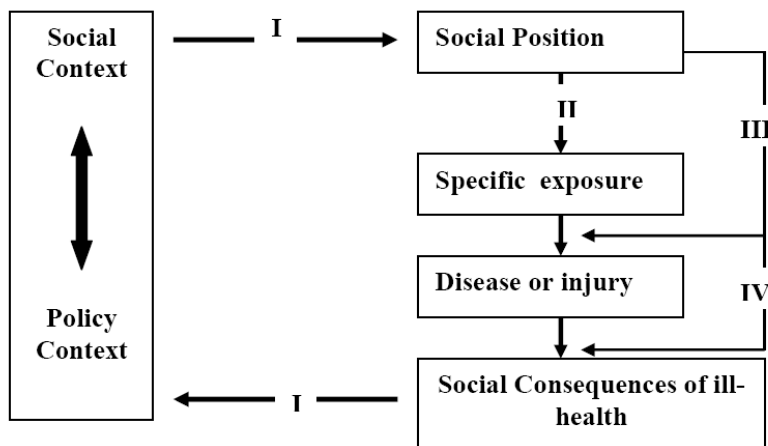 Social
Context
Policy
Context
I
Social Position
II
III
Specific exposure
Disease or injury
IV
Social Consequences of ill-
health
I